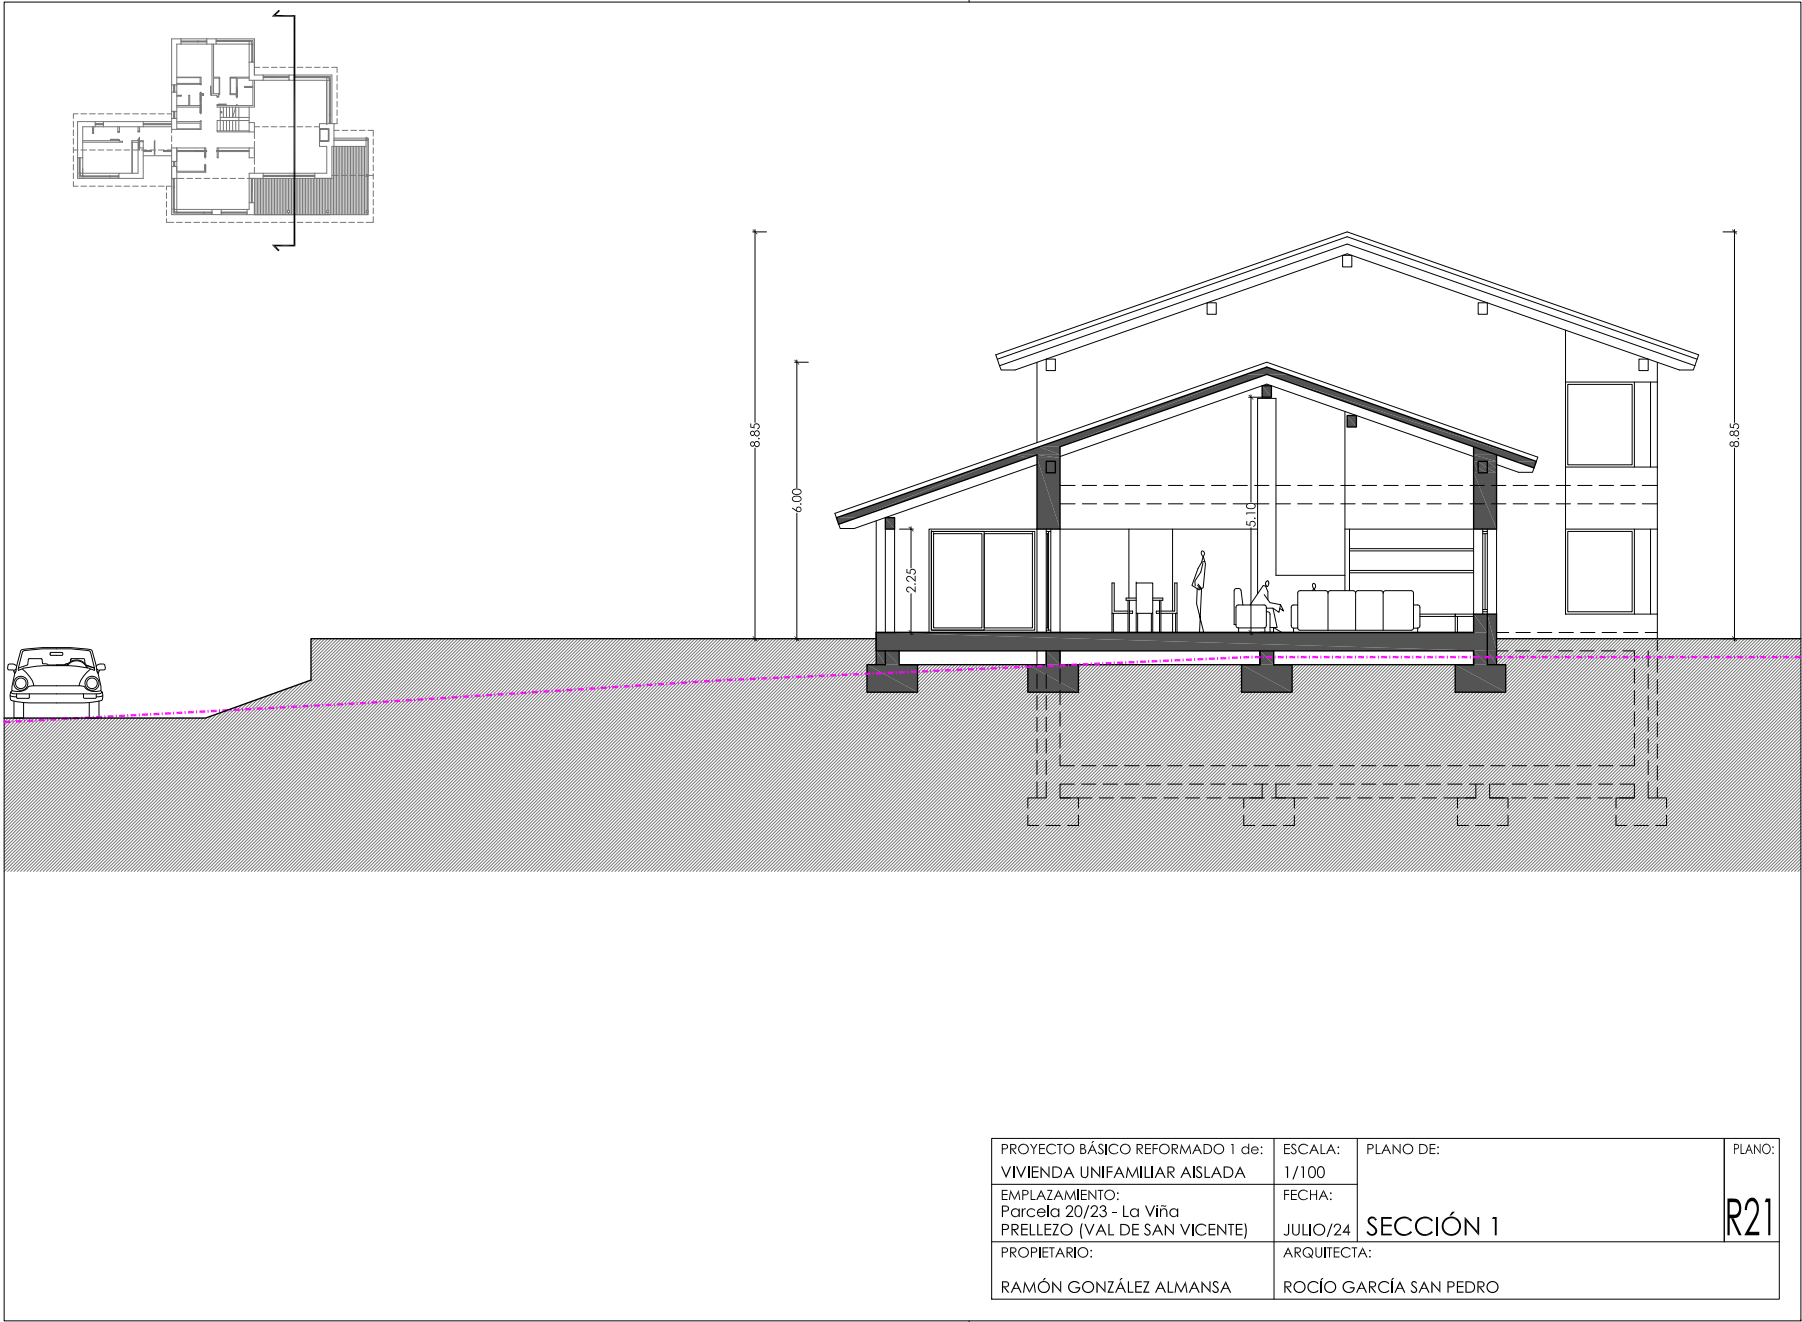 8.85
6.00
2.25
5.10
8.85
PROYECTO BÁSICO REFORMADO 1 de:
VIVIENDA UNIFAMILIAR AISLADA
ESCALA:
1/100
PLANO DE:
SECCIÓN 1
PLANO:
R21
EMPLAZAMIENTO:
Parcela 20/23 - La Viña
PRELLEZO (VAL DE SAN VICENTE)
FECHA:
JULIO/24
PROPIETARIO:
RAMÓN GONZÁLEZ ALMANSA
ARQUITECTA:
ROCÍO GARCÍA SAN PEDRO